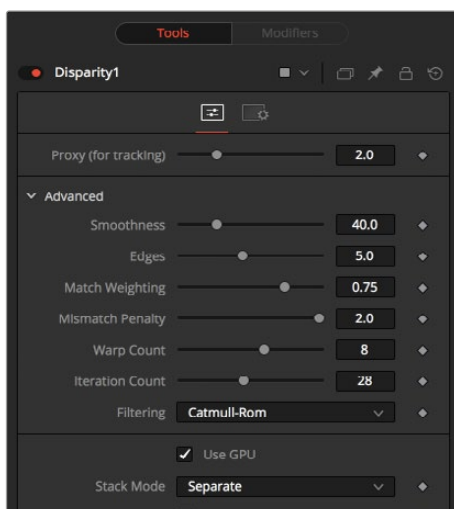 Tools Modifiers
Disparity1
Proxy (for tracking) 2.0
Advanced
Smoothness 40.0
Edges 5.0
Match Weighting 0.75
Mismatch Penalty 2.0
Warp Count 8
Iteration Count 28
Filtering Catmull-Rom
Use GPU
Stack Mode Separate